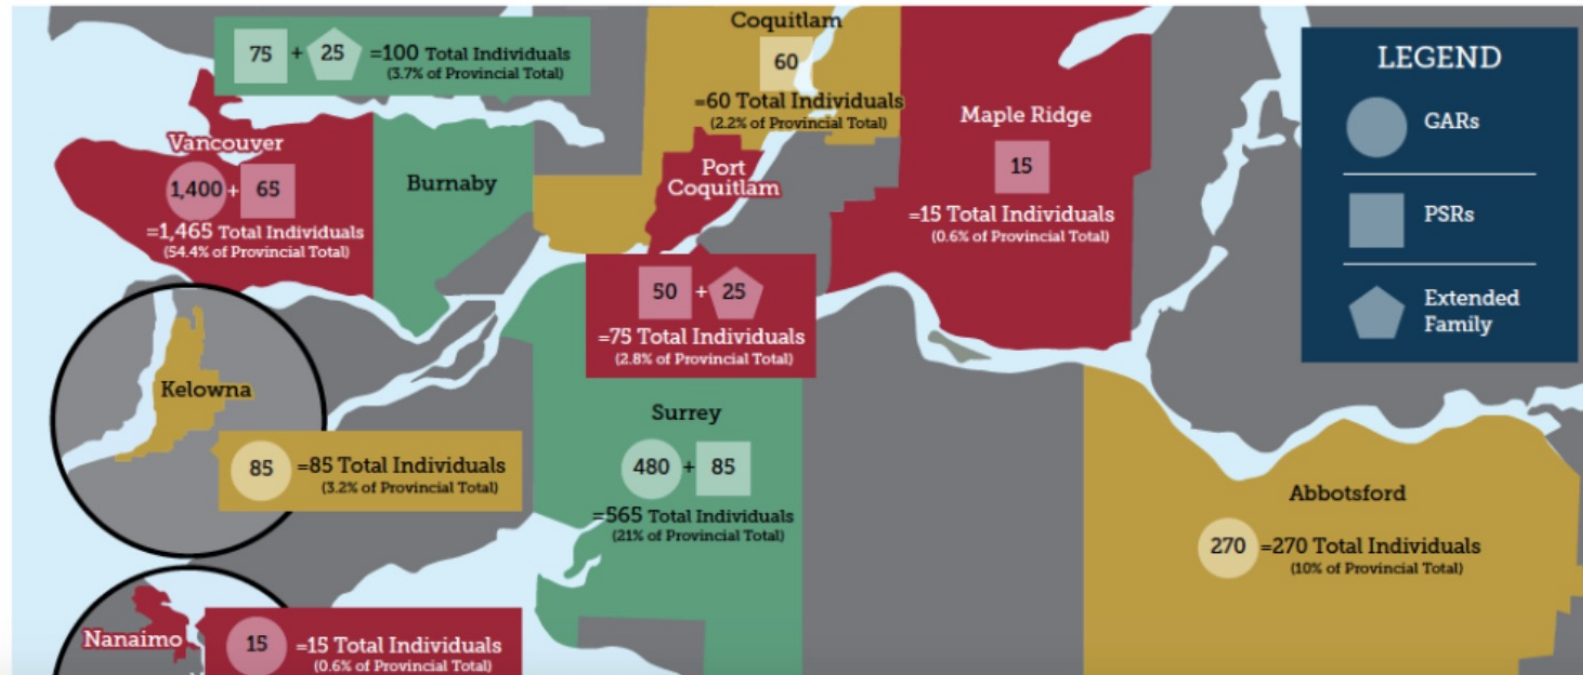 75 + 25 =100 Total Individuals
(3.7% of Provincial Total)
Coquitlam
60
=60 Total Individuals
(2.2% of Provincial Total)
Vancouver
1,400 + 65
=1,465 Total Individuals
(54.4% of Provincial Total)
Burnaby
Port
Coquitlam
50 + 25
=75 Total Individuals
(2.8% of Provincial Total)
Maple Ridge
15
=15 Total Individuals
(0.6% of Provincial Total)
LEGEND
GARs
PSRs
Extended
Family
Kelowna
85 =85 Total Individuals
(3.2% of Provincial Total)
Surrey
480 + 85
=565 Total Individuals
(21% of Provincial Total)
Abbotsford
270 =270 Total Individuals
(10% of Provincial Total)
Nanaimo
15 =15 Total Individuals
(0.6% of Provincial Total)